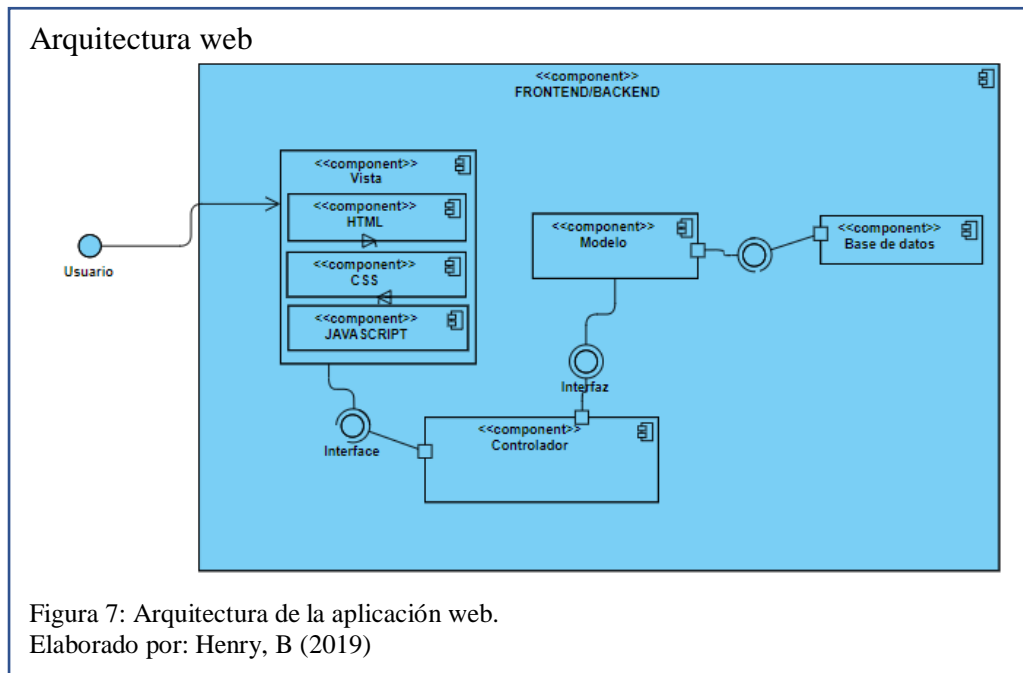 Arquitectura web
<<component>>
FRONTEND/BACKEND
<<component>>
Vista
<<component>>
HTML
<<component>>
CSS
<<component>>
JAVASCRIPT
Usuario
<<component>>
Modelo
<<component>>
Base de datos
Interfaz
Interface
<<component>>
Controlador
Figura 7: Arquitectura de la aplicación web.
Elaborado por: Henry, B (2019)